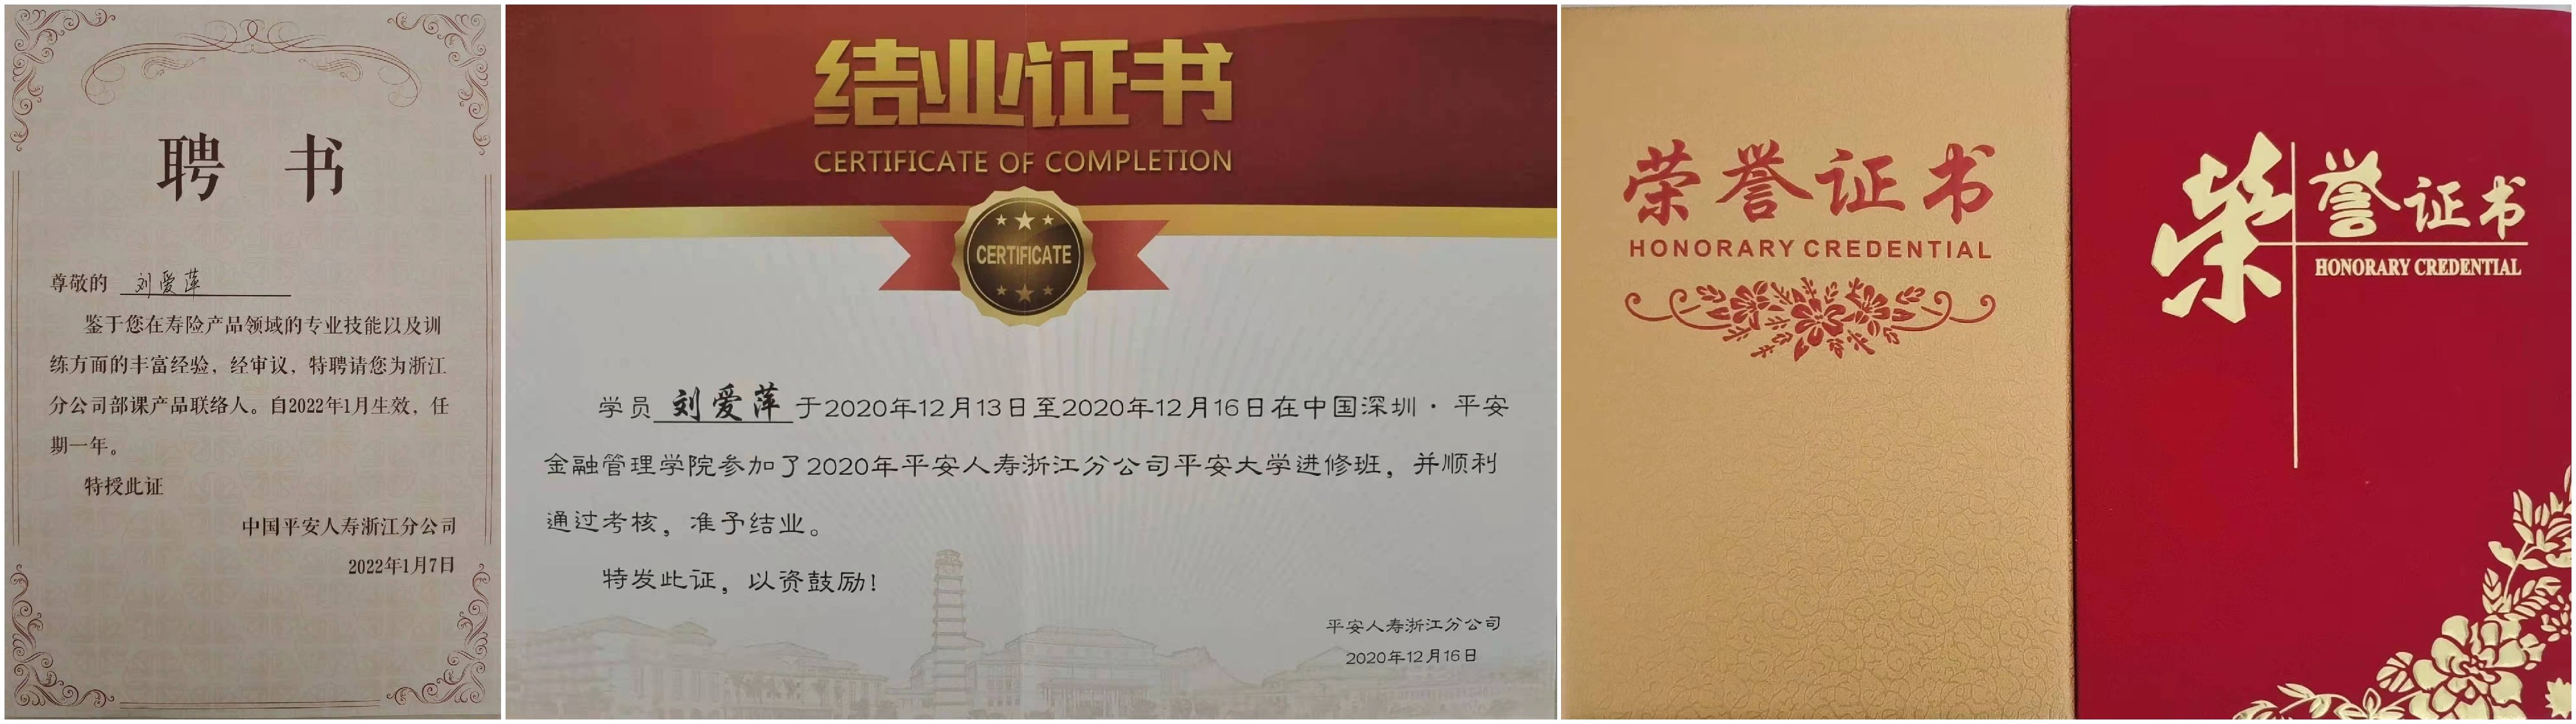 聘 书
尊敬的 刘爱萍
鉴于您在寿险产品领域的专业技能以及训
练方面的丰富经验，经审议，特聘请您为浙江
分公司部课产品联络人。自2022年1月生效，任
期一年。
特授此证
中国平安人寿浙江分公司
2022年1月7日
结业证书
CERTIFICATE OF COMPLETION
CERTIFICATE
学员 刘爱萍 于2020年12月13日至2020年12月16日在中国深圳·平安
金融管理学院参加了2020年平安人寿浙江分公司平安大学进修班，并顺利
通过考核，准予结业。
特发此证，以资鼓励！
平安人寿浙江分公司
2020年12月16日
荣誉证书
HONORARY CREDENTIAL
荣誉证书
HONORARY CREDENTIAL